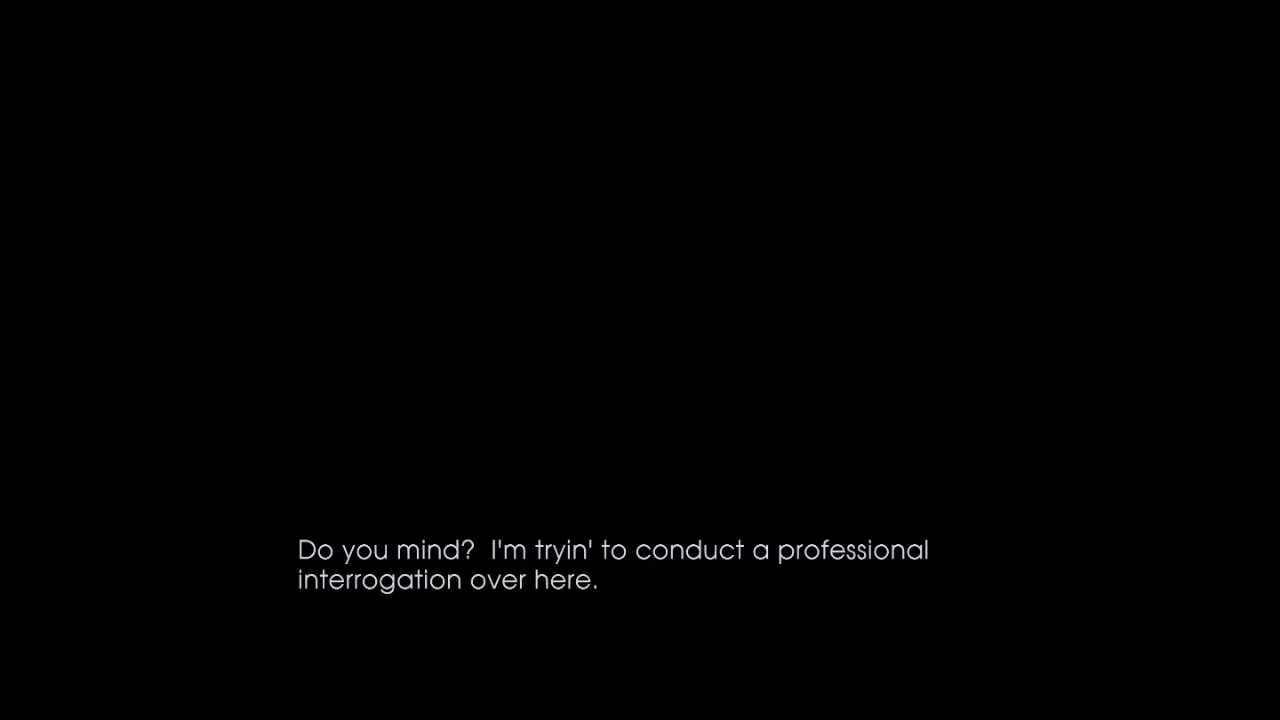 Do you mind?  I'm tryin' to conduct a professional
interrogation over here.